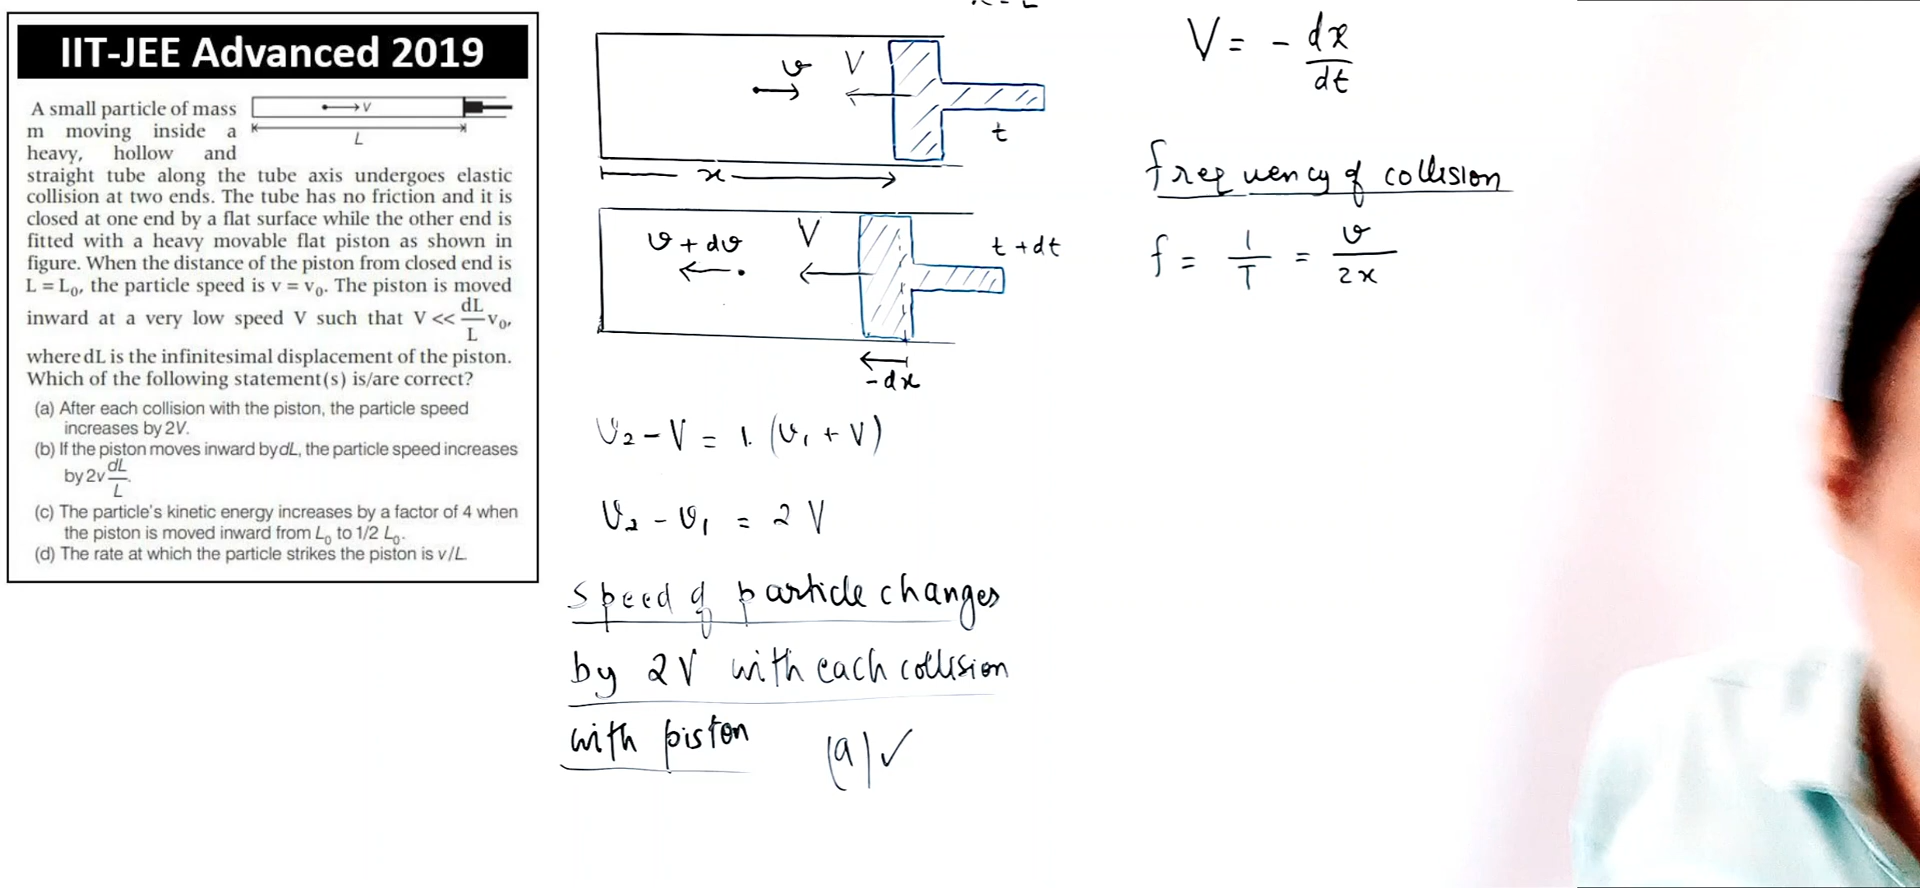 IIT-JEE Advanced 2019
A small particle of mass
m moving inside a
heavy, hollow and
straight tube along the tube axis undergoes elastic
collision at two ends. The tube has no friction and it is
closed at one end by a flat surface while the other end is
fitted with a heavy movable flat piston as shown in
figure. When the distance of the piston from closed end is
L = L₀, the particle speed is v = v₀. The piston is moved
inward at a very low speed V such that V << dL/L v₀,
where dL is the infinitesimal displacement of the piston.
Which of the following statement(s) is/are correct?
(a) After each collision with the piston, the particle speed
increases by 2V.
(b) If the piston moves inward by dL, the particle speed increases
by 2v dL/L.
(c) The particle's kinetic energy increases by a factor of 4 when
the piston is moved inward from L₀ to 1/2 L₀.
(d) The rate at which the particle strikes the piston is v/L
v
L
v V
t
x
v + dv V
t + dt
- dx
v₂ - V = 1. (v₁ + V)
v₂ - v₁ = 2 V
speed of particle changes
by 2V with each collision
with piston (a) ✓
V = - dx/dt
frequency of collision
f = 1/T = v/2x